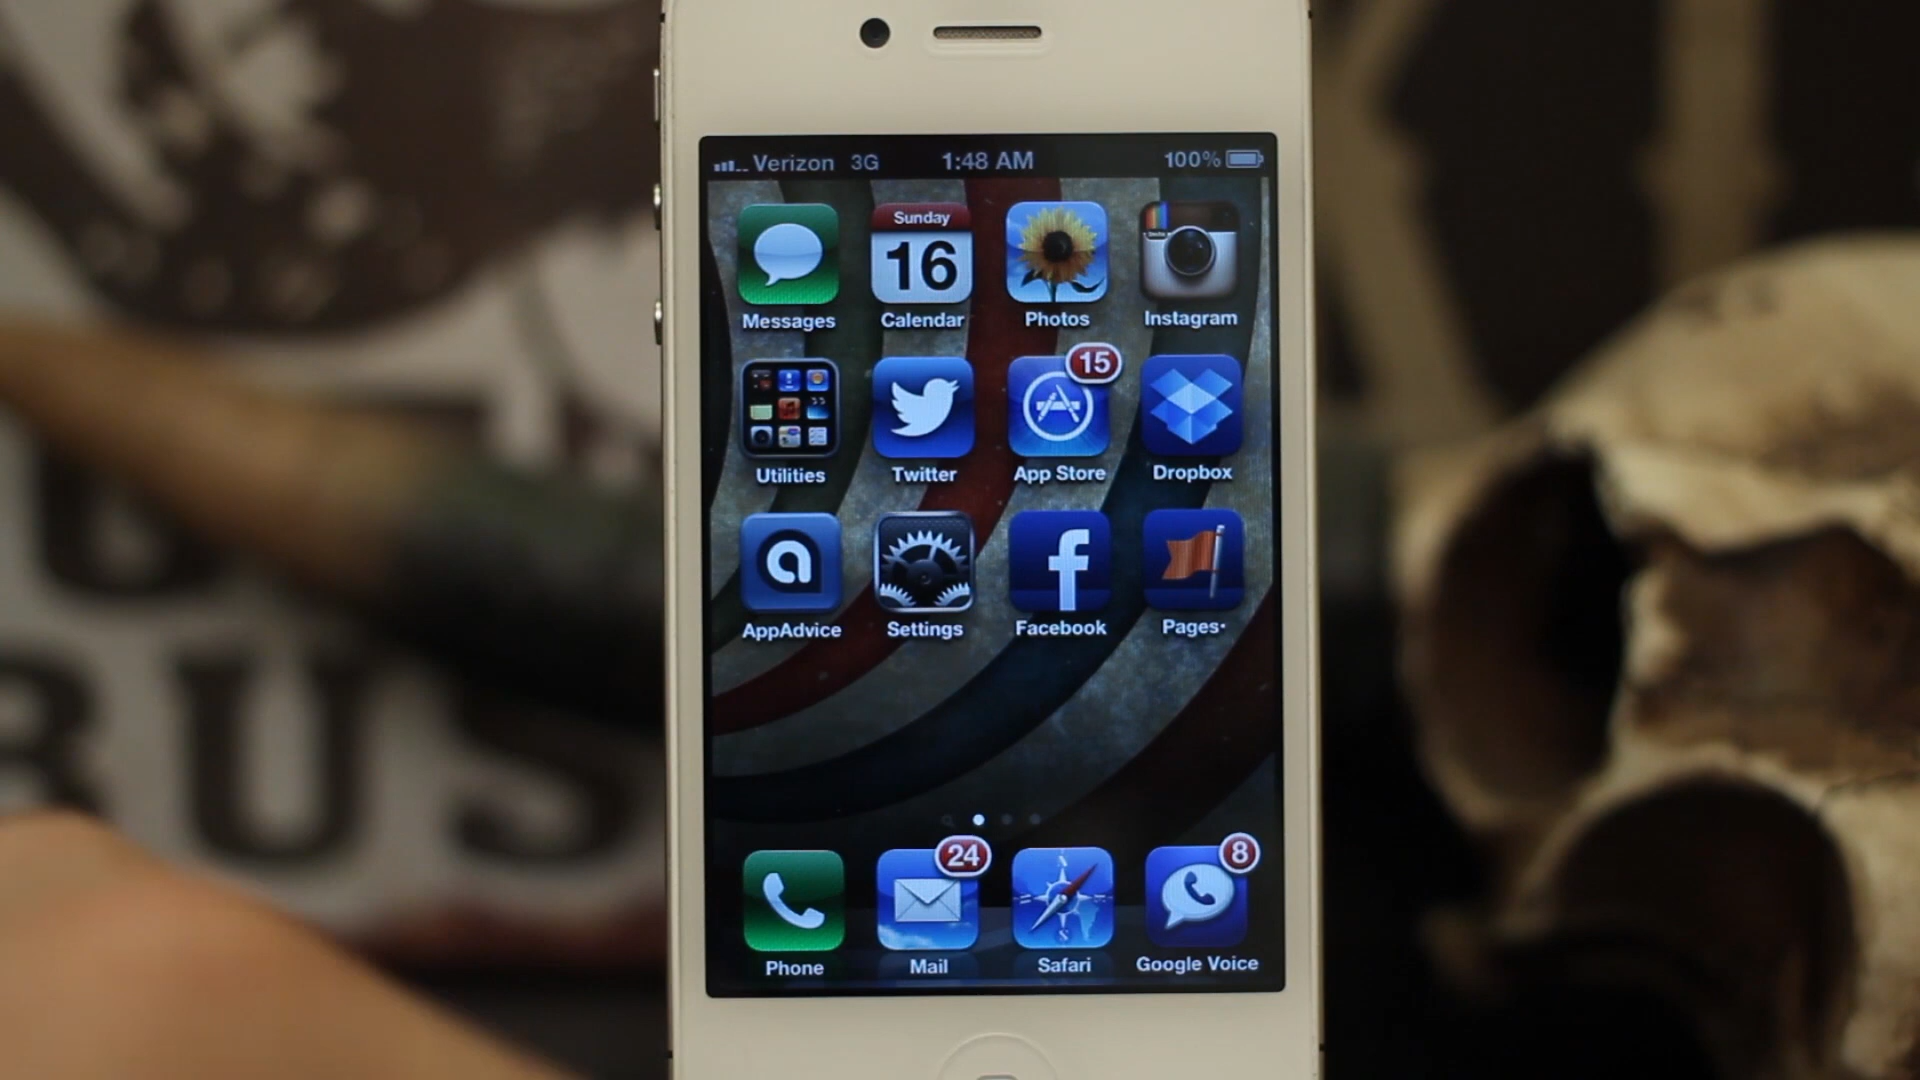 Verizon 3G 1:48 AM 100%
Sunday
16
Messages Calendar Photos Instagram
15
Utilities Twitter App Store Dropbox
AppAdvice Settings Facebook Pages
24 8
Phone Mail Safari Google Voice
RUS